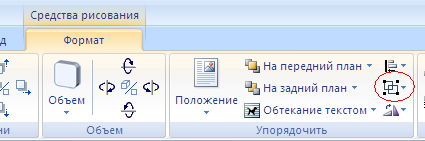 Средства рисования
Формат
На передний план
На задний план
Обтекание текстом
Объем
Положение
Объем
Упорядочить